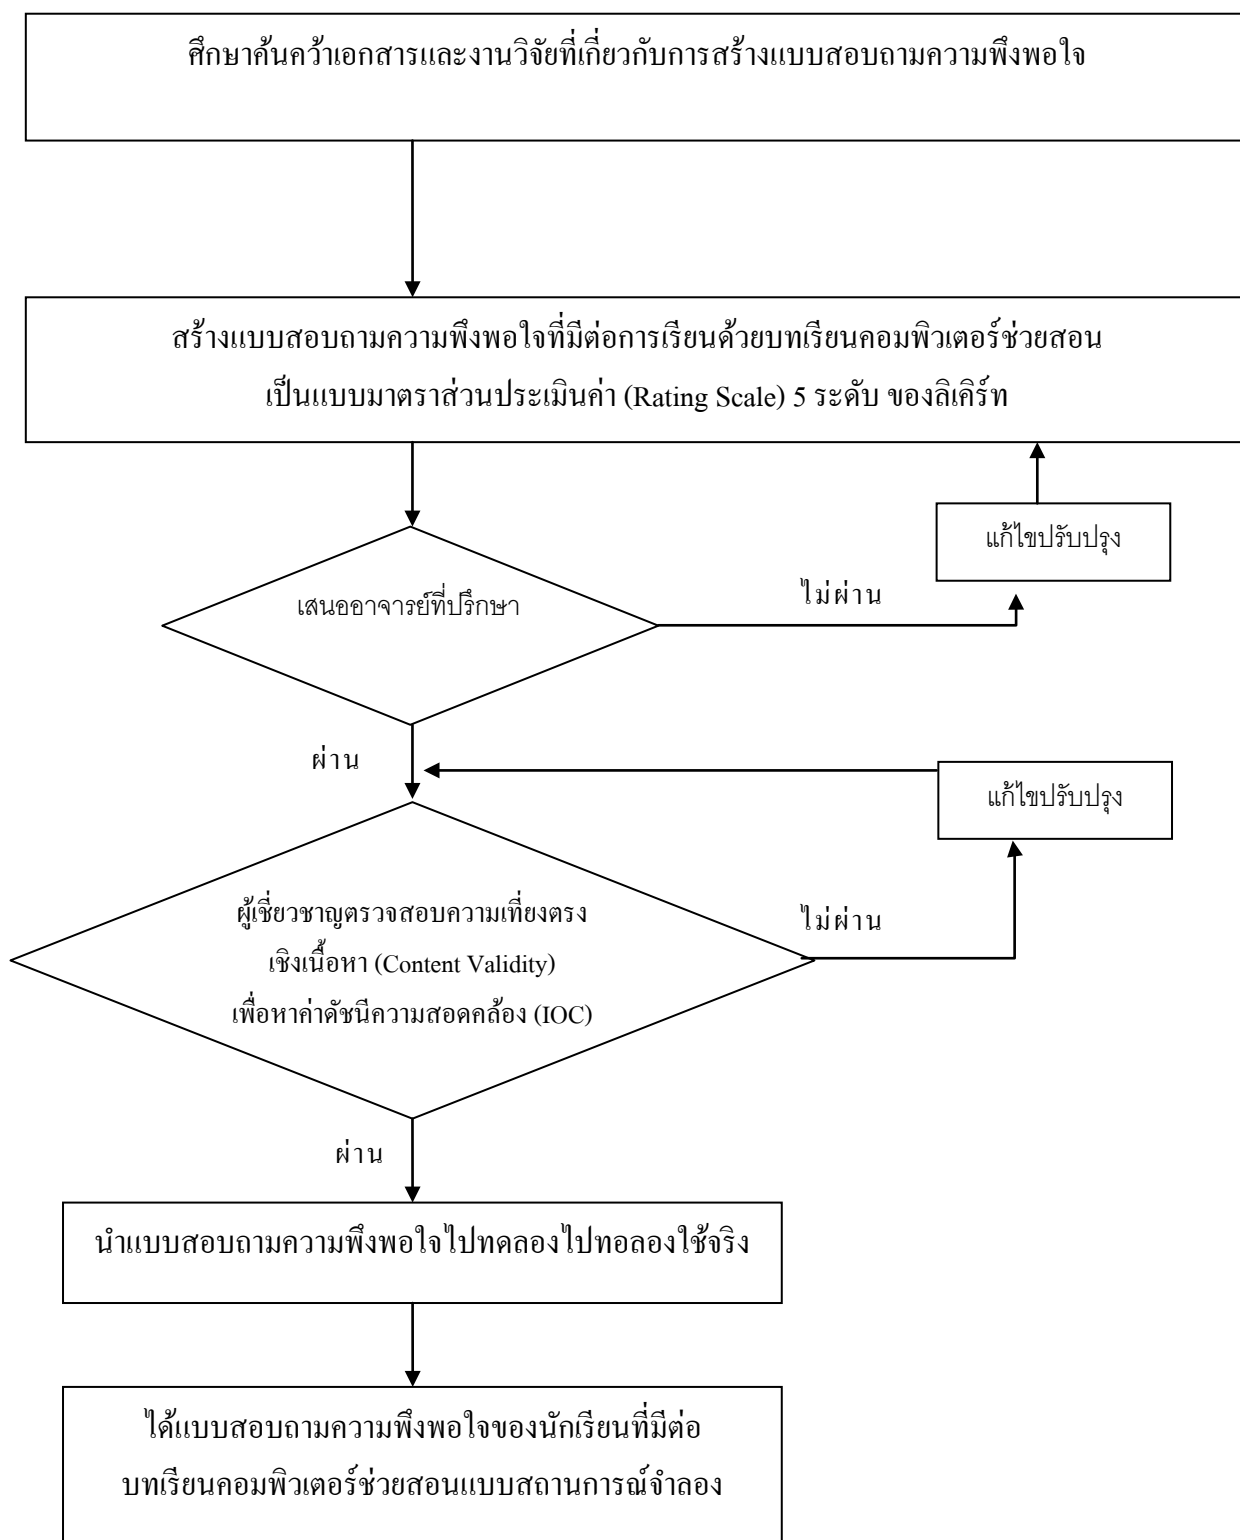 ศึกษาค้นคว้าเอกสารและงานวิจัยที่เกี่ยวกับการสร้างแบบสอบถามความพึงพอใจ
สร้างแบบสอบถามความพึงพอใจที่มีต่อการเรียนด้วยบทเรียนคอมพิวเตอร์ช่วยสอน
เป็นแบบมาตราส่วนประเมินค่า (Rating Scale) 5 ระดับ ของลิเคิร์ท
แก้ไขปรับปรุง
ไม่ผ่าน
เสนออาจารย์ที่ปรึกษา
ผ่าน
แก้ไขปรับปรุง
ผู้เชี่ยวชาญตรวจสอบความเที่ยงตรง
ไม่ผ่าน
เชิงเนื้อหา (Content Validity)
เพื่อหาค่าดัชนีความสอดคล้อง (IOC)
ผ่าน
นำแบบสอบถามความพึงพอใจไปทดลองไปทอลองใช้จริง
ได้แบบสอบถามความพึงพอใจของนักเรียนที่มีต่อ
บทเรียนคอมพิวเตอร์ช่วยสอนแบบสถานการณ์จำลอง